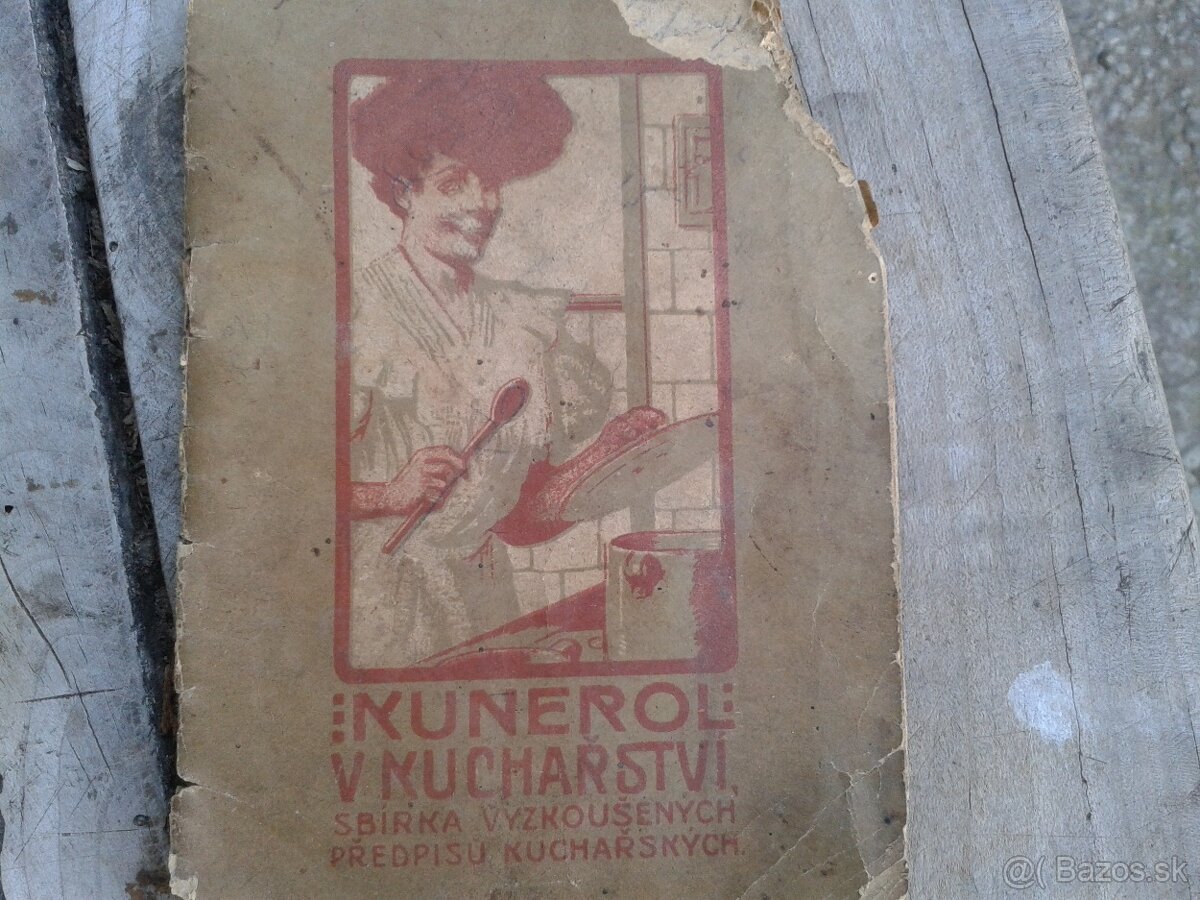 KUNEROL
V KUCHAŘSTVÍ,
SBÍRKA VYZKOUŠENÝCH
PŘEDPISŮ KUCHAŘSKÝCH.
@( Bazos.sk